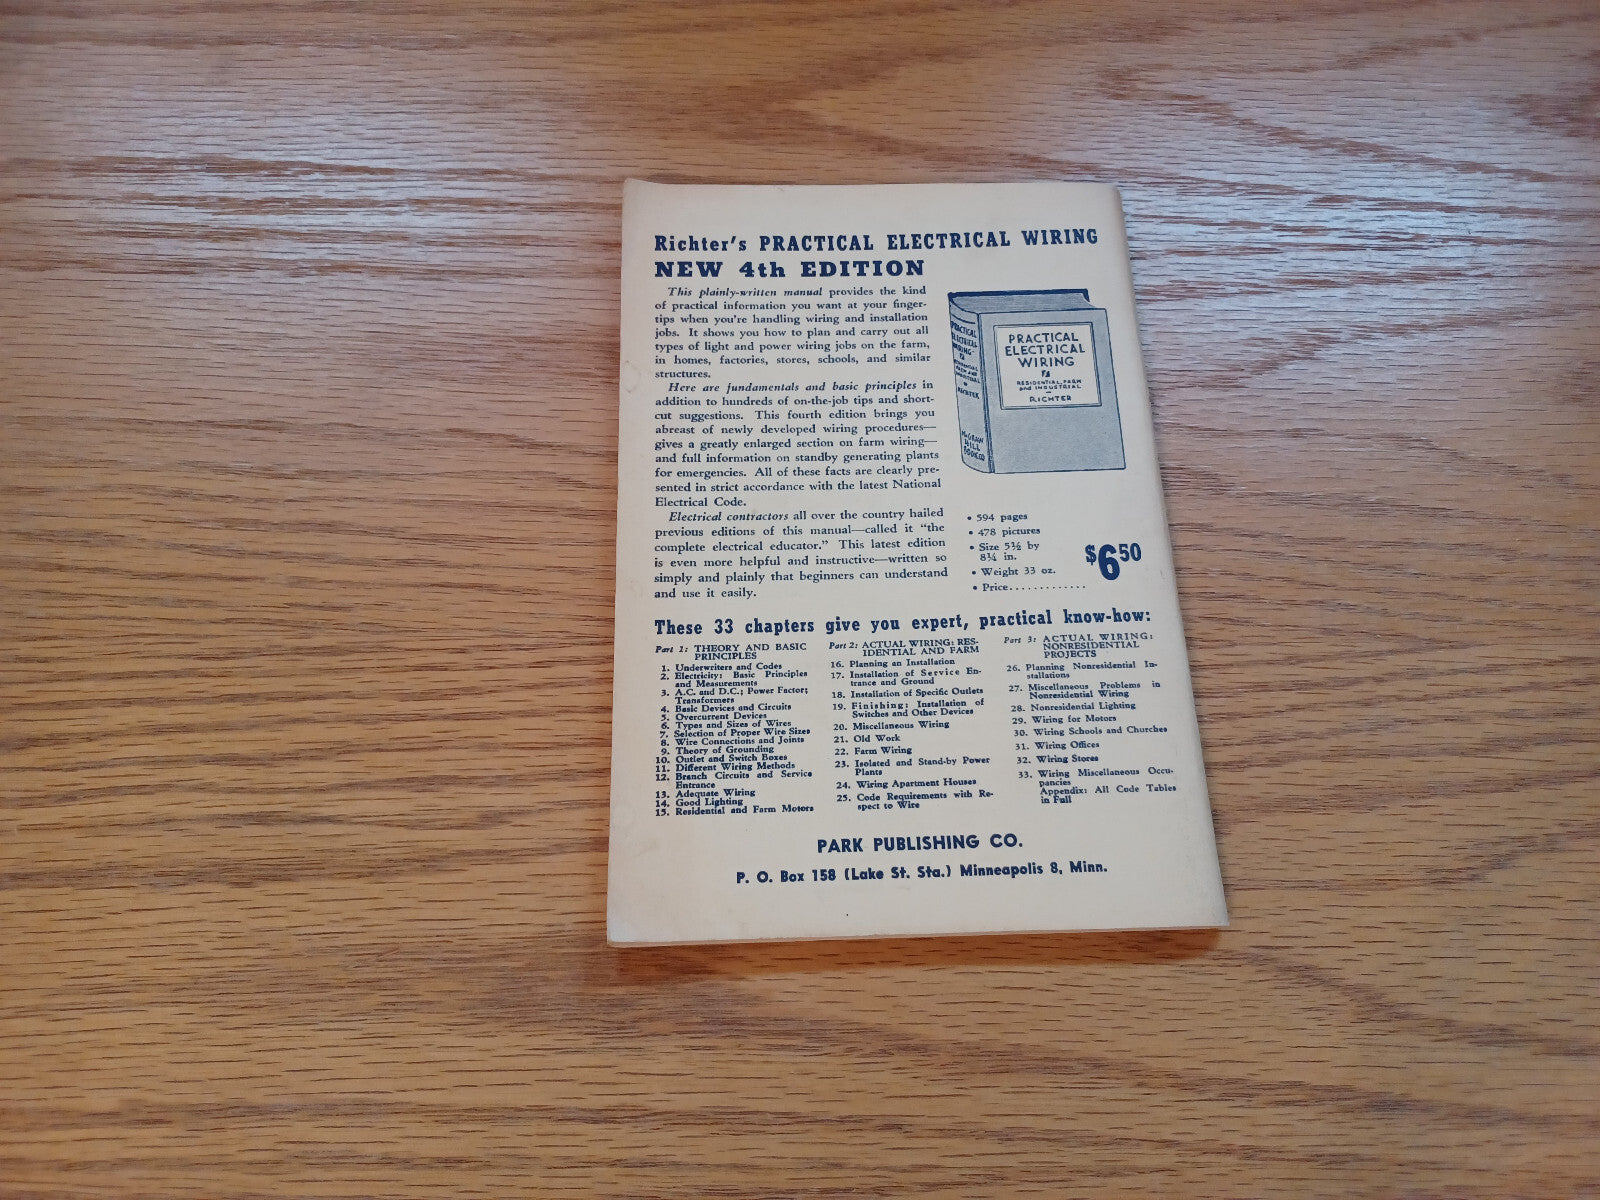 Richter's PRACTICAL ELECTRICAL WIRING
NEW 4th EDITION
This plainly-written manual provides the kind
of practical information you want at your finger-
tips when you're handling wiring and installation
jobs. It shows you how to plan and carry out all
types of light and power wiring jobs on the farm,
in homes, factories, stores, schools, and similar
structures.
Here are fundamentals and basic principles in
addition to hundreds of on-the-job tips and short-
cut suggestions. This fourth edition brings you
abreast of newly developed wiring procedures—
gives a greatly enlarged section on farm wiring—
and full information on standby generating plants
for emergencies. All of these facts are clearly pre-
sented in strict accordance with the latest National
Electrical Code.
Electrical contractors all over the country hailed
previous editions of this manual—called it "the
complete electrical educator." This latest edition
is even more helpful and instructive—written so
simply and plainly that beginners can understand
and use it easily.
PRACTICAL
ELECTRICAL
WIRING
RESIDENTIAL, FARM
and INDUSTRIAL
RICHTER
PRACTICAL
ELECTRICAL
WIRING
RESIDENTIAL
FARM AND
INDUSTRIAL
RICHTER
McGRAW
HILL
BOOK CO
• 594 pages
• 478 pictures
• Size 5½ by
8¼ in.
• Weight 33 oz.
• Price.............
$6.50
These 33 chapters give you expert, practical know-how:
Part 1: THEORY AND BASIC
PRINCIPLES
1. Underwriters and Codes
2. Electricity: Basic Principles
and Measurements
3. A.C. and D.C.; Power Factor;
Transformers
4. Basic Devices and Circuits
5. Overcurrent Devices
6. Types and Sizes of Wires
7. Selection of Proper Wire Sizes
8. Wire Connections and Joints
9. Theory of Grounding
10. Outlet and Switch Boxes
11. Different Wiring Methods
12. Branch Circuits and Service
Entrance
13. Adequate Wiring
14. Good Lighting
15. Residential and Farm Motors
Part 2: ACTUAL WIRING: RES-
IDENTIAL AND FARM
16. Planning an Installation
17. Installation of Service En-
trance and Ground
18. Installation of Specific Outlets
19. Finishing: Installation of
Switches and Other Devices
20. Miscellaneous Wiring
21. Old Work
22. Farm Wiring
23. Isolated and Stand-by Power
Plants
24. Wiring Apartment Houses
25. Code Requirements with Re-
spect to Wire
Part 3: ACTUAL WIRING:
NONRESIDENTIAL
PROJECTS
26. Planning Nonresidential In-
stallations
27. Miscellaneous Problems in
Nonresidential Wiring
28. Nonresidential Lighting
29. Wiring for Motors
30. Wiring Schools and Churches
31. Wiring Offices
32. Wiring Stores
33. Wiring Miscellaneous Occu-
pancies
Appendix: All Code Tables
in Full
PARK PUBLISHING CO.
P. O. Box 158 (Lake St. Sta.) Minneapolis 8, Minn.